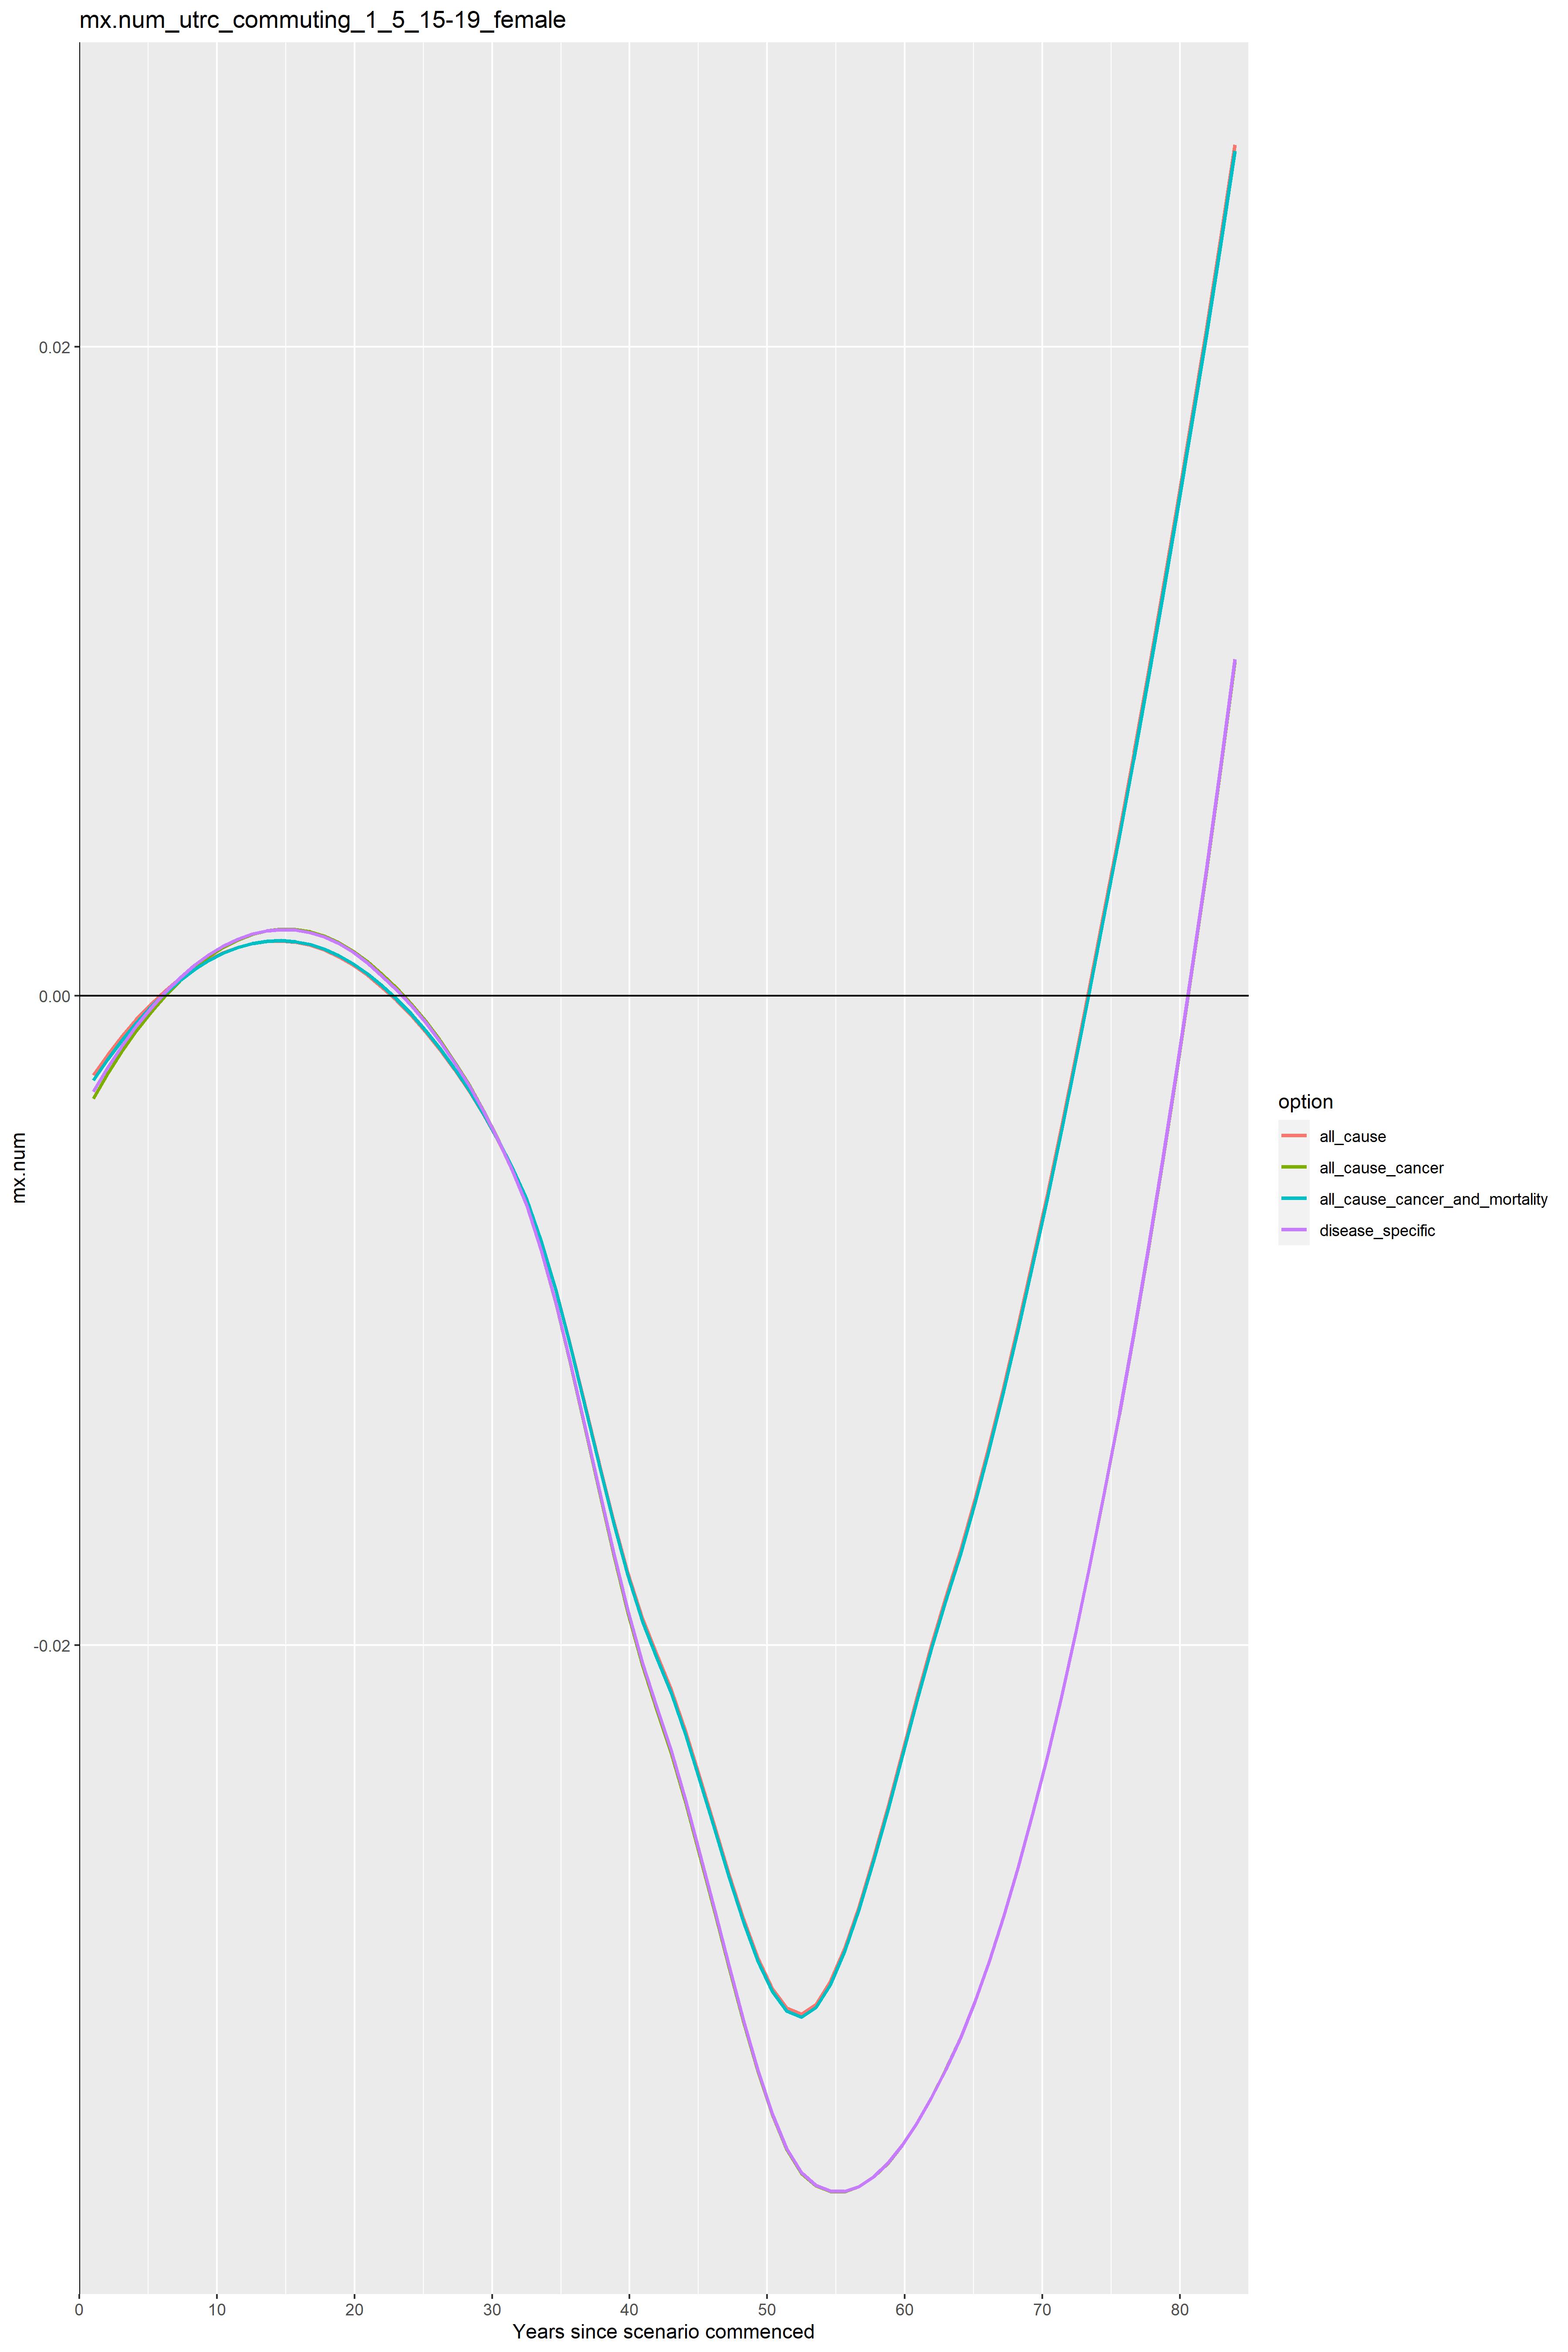 mx.num_utrc_commuting_1_5_15-19_female
0.02
0.00
-0.02
mx.num
0 10 20 30 40 50 60 70 80
Years since scenario commenced
option
all_cause
all_cause_cancer
all_cause_cancer_and_mortality
disease_specific